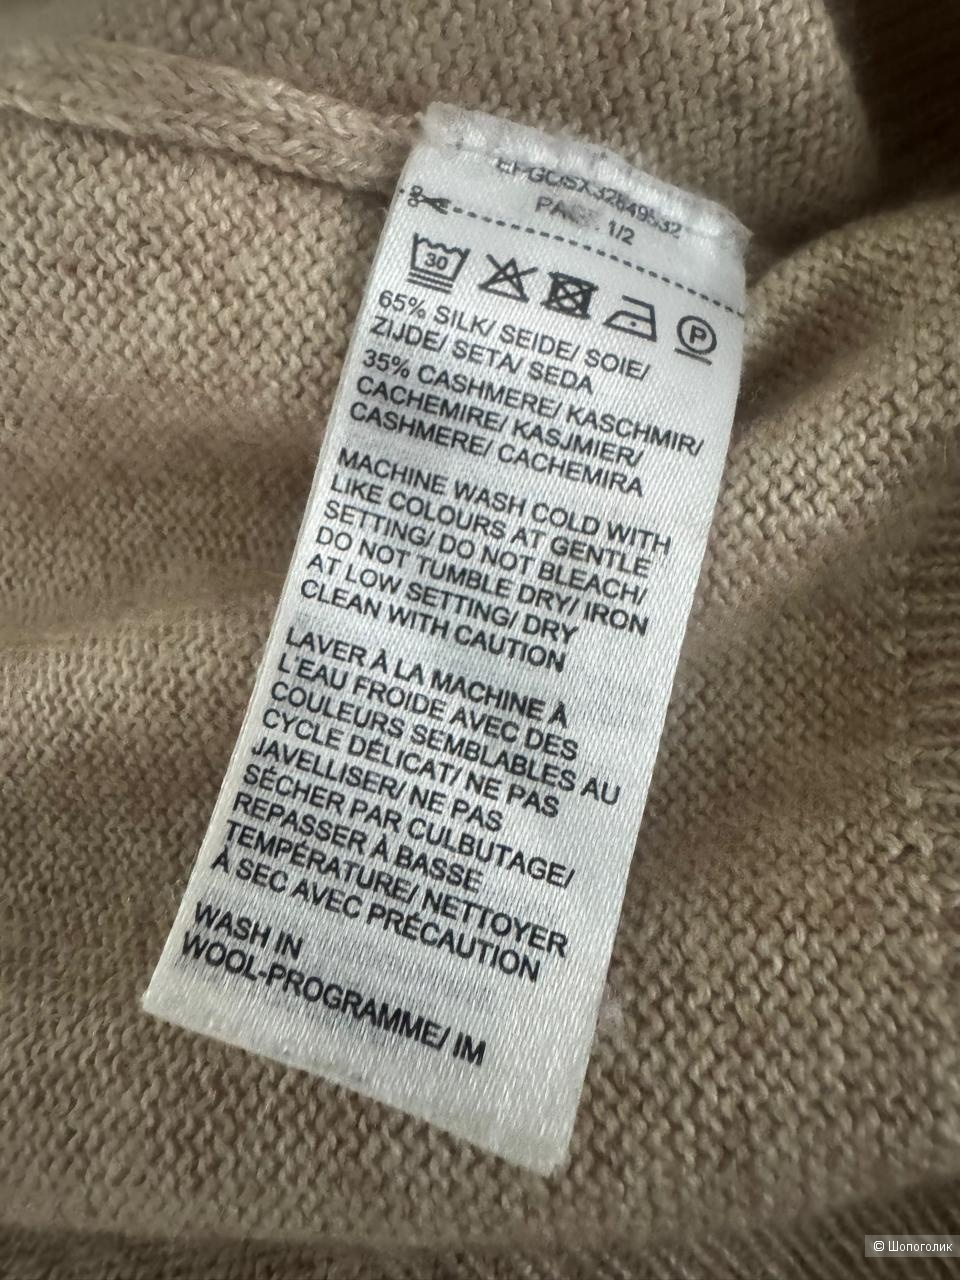 1/2
30
P
65% SILK/ SEIDE/ SOIE/
ZIJDE/ SETA/ SEDA
35% CASHMERE/ KASCHMIR/
CACHEMIRE/ KASJMIER/
CASHMERE/ CACHEMIRA
MACHINE WASH COLD WITH
LIKE COLOURS AT GENTLE
SETTING/ DO NOT BLEACH/
DO NOT TUMBLE DRY/ IRON
AT LOW SETTING/ DRY
CLEAN WITH CAUTION
LAVER À LA MACHINE À
L'EAU FROIDE AVEC DES
COULEURS SEMBLABLES AU
CYCLE DÉLICAT/ NE PAS
JAVELLISER/ NE PAS
SÉCHER PAR CULBUTAGE/
REPASSER À BASSE
TEMPÉRATURE/ NETTOYER
À SEC AVEC PRÉCAUTION
WASH IN
WOOL-PROGRAMME/ IM
© Шопоголик